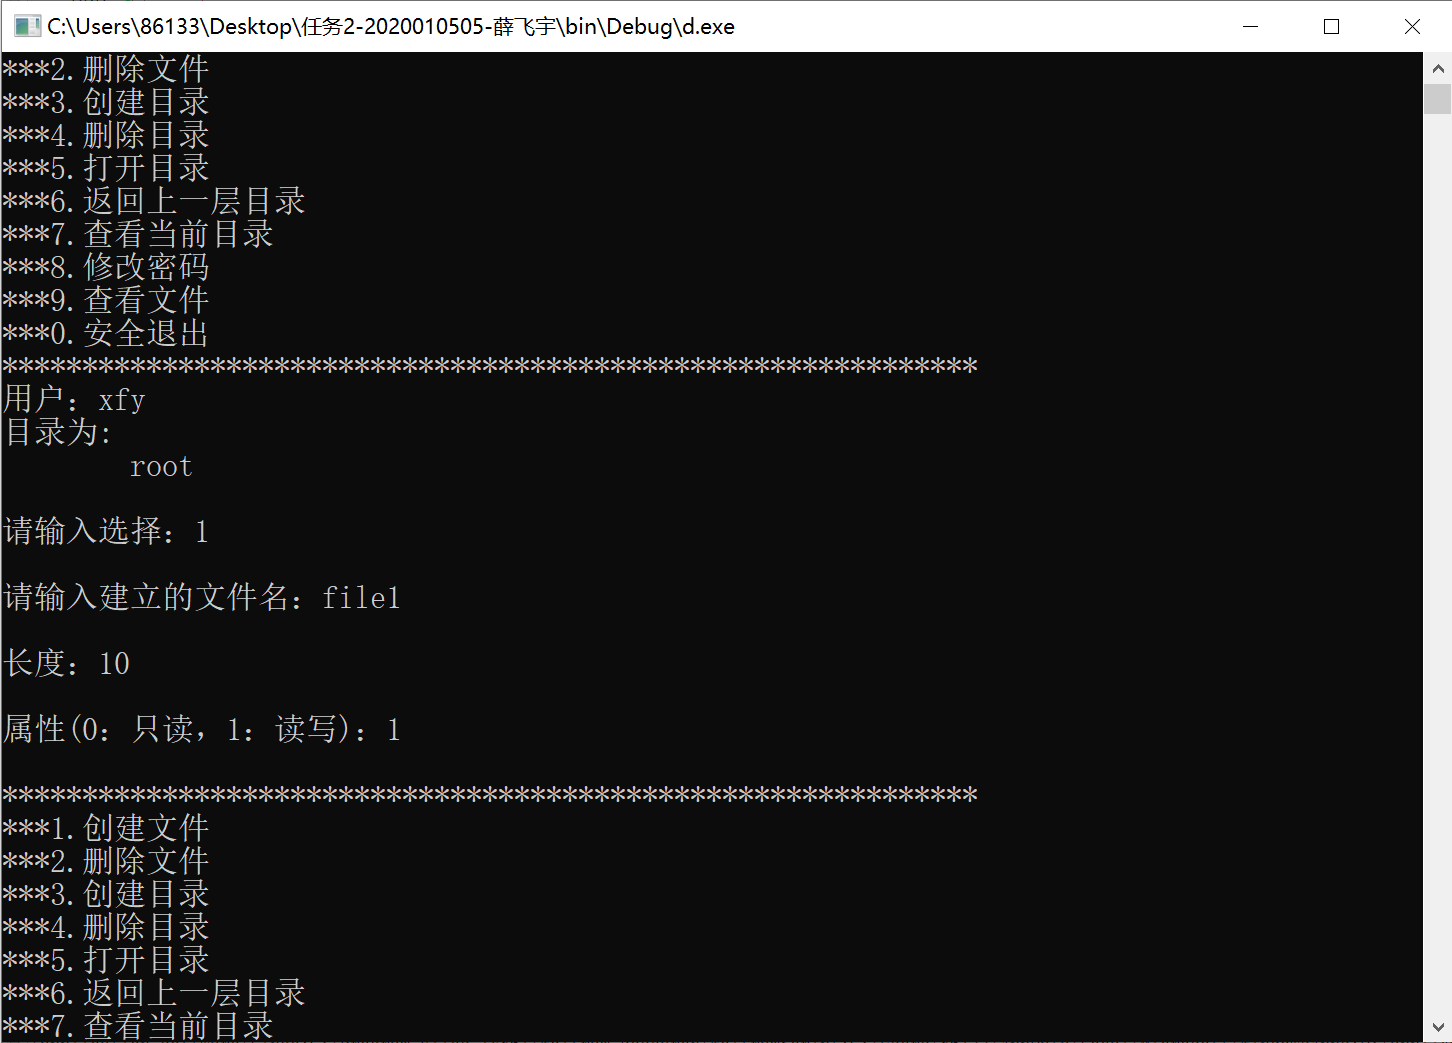 C:\Users\86133\Desktop\任务2-2020010505-薛飞宇\bin\Debug\d.exe
***2.删除文件
***3.创建目录
***4.删除目录
***5.打开目录
***6.返回上一层目录
***7.查看当前目录
***8.修改密码
***9.查看文件
***0.安全退出
*************************************************************
用户：xfy
目录为:
root
请输入选择：1
请输入建立的文件名：file1
长度：10
属性(0：只读，1：读写)：1
*************************************************************
***1.创建文件
***2.删除文件
***3.创建目录
***4.删除目录
***5.打开目录
***6.返回上一层目录
***7.查看当前目录